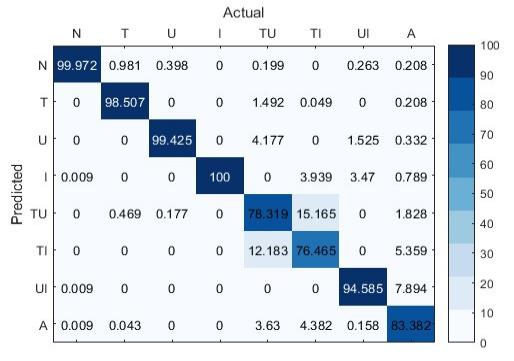 Actual
N T U I TU TI UI A
N 99.972 0.981 0.398 0 0.199 0 0.263 0.208
T 0 98.507 0 0 1.492 0.049 0 0.208
U 0 0 99.425 0 4.177 0 1.525 0.332
I 0.009 0 0 100 0 3.939 3.47 0.789
TU 0 0.469 0.177 0 78.319 15.165 0 1.828
TI 0 0 0 0 12.183 76.465 0 5.359
UI 0.009 0 0 0 0 0 94.585 7.894
A 0.009 0.043 0 0 3.63 4.382 0.158 83.382
Predicted
100
90
80
70
60
50
40
30
20
10
0